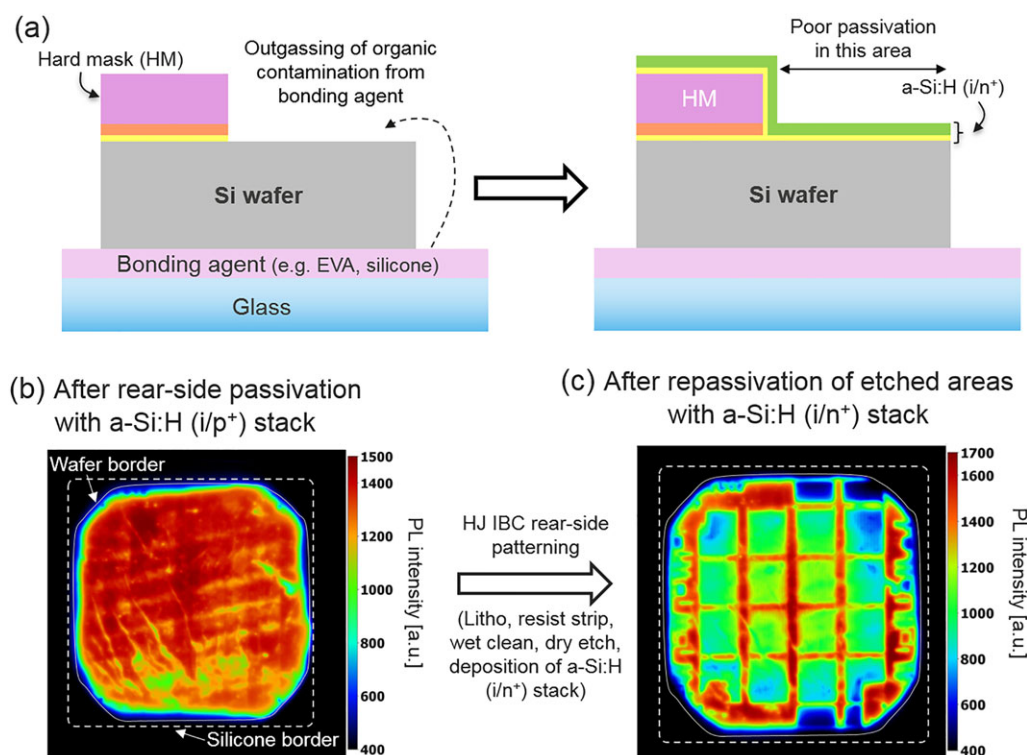 (a)
Hard mask (HM)
Outgassing of organic
contamination from
bonding agent
Si wafer
Bonding agent (e.g. EVA, silicone)
Glass
Poor passivation
in this area
a-Si:H (i/n⁺)
HM
Si wafer
(b) After rear-side passivation
with a-Si:H (i/p⁺) stack
Wafer border
Silicone border
1500
1200
1000
800
600
400
PL intensity [a.u.]
HJ IBC rear-side
patterning
(Litho, resist strip,
wet clean, dry etch,
deposition of a-Si:H
(i/n⁺) stack)
(c) After repassivation of etched areas
with a-Si:H (i/n⁺) stack
1700
1600
1400
1200
1000
800
600
400
PL intensity [a.u.]